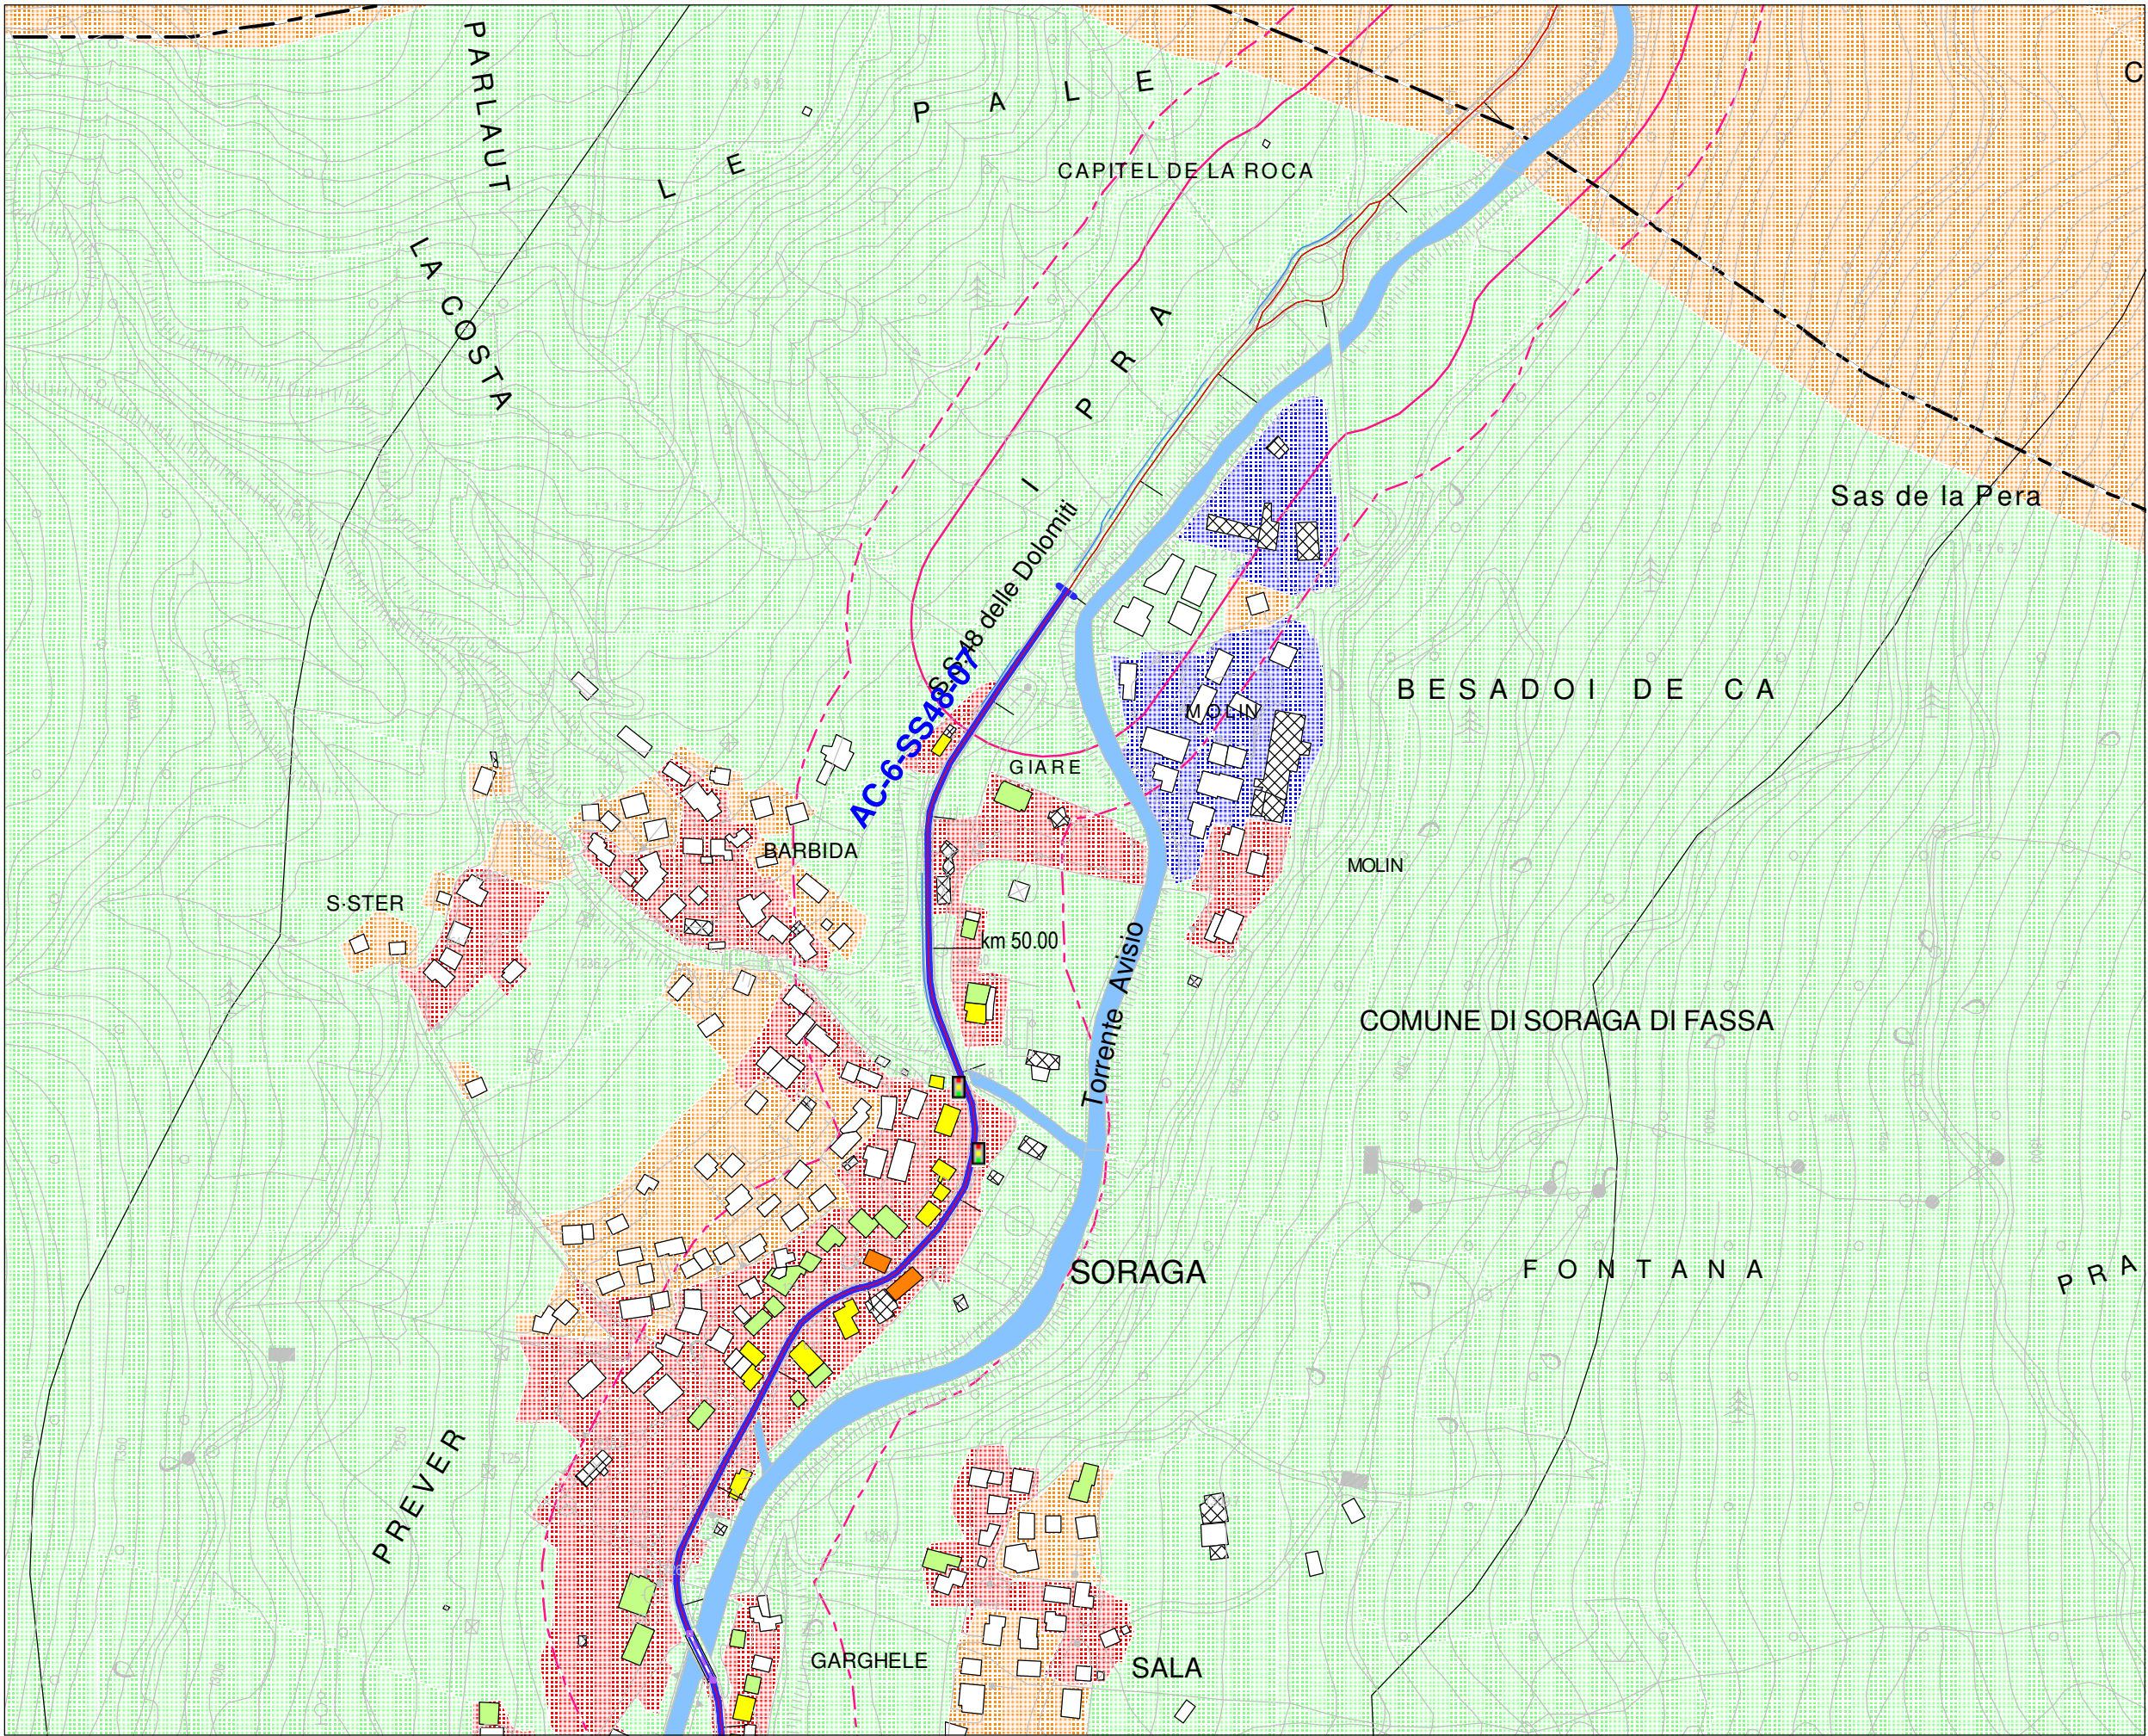 PARLAUT
LE PALE
C
CAPITEL DE LA ROCA
LA COSTA
I PRA
Sas de la Pera
S.S.48 delle Dolomiti
AC-6-SS48-07
BESADOI DE CA
MOLIN
GIARE
BARBIDA
MOLIN
S·STER
km 50.00
Torrente Avisio
COMUNE DI SORAGA DI FASSA
SORAGA
FONTANA
PRA
PREVER
GARGHELE
SALA